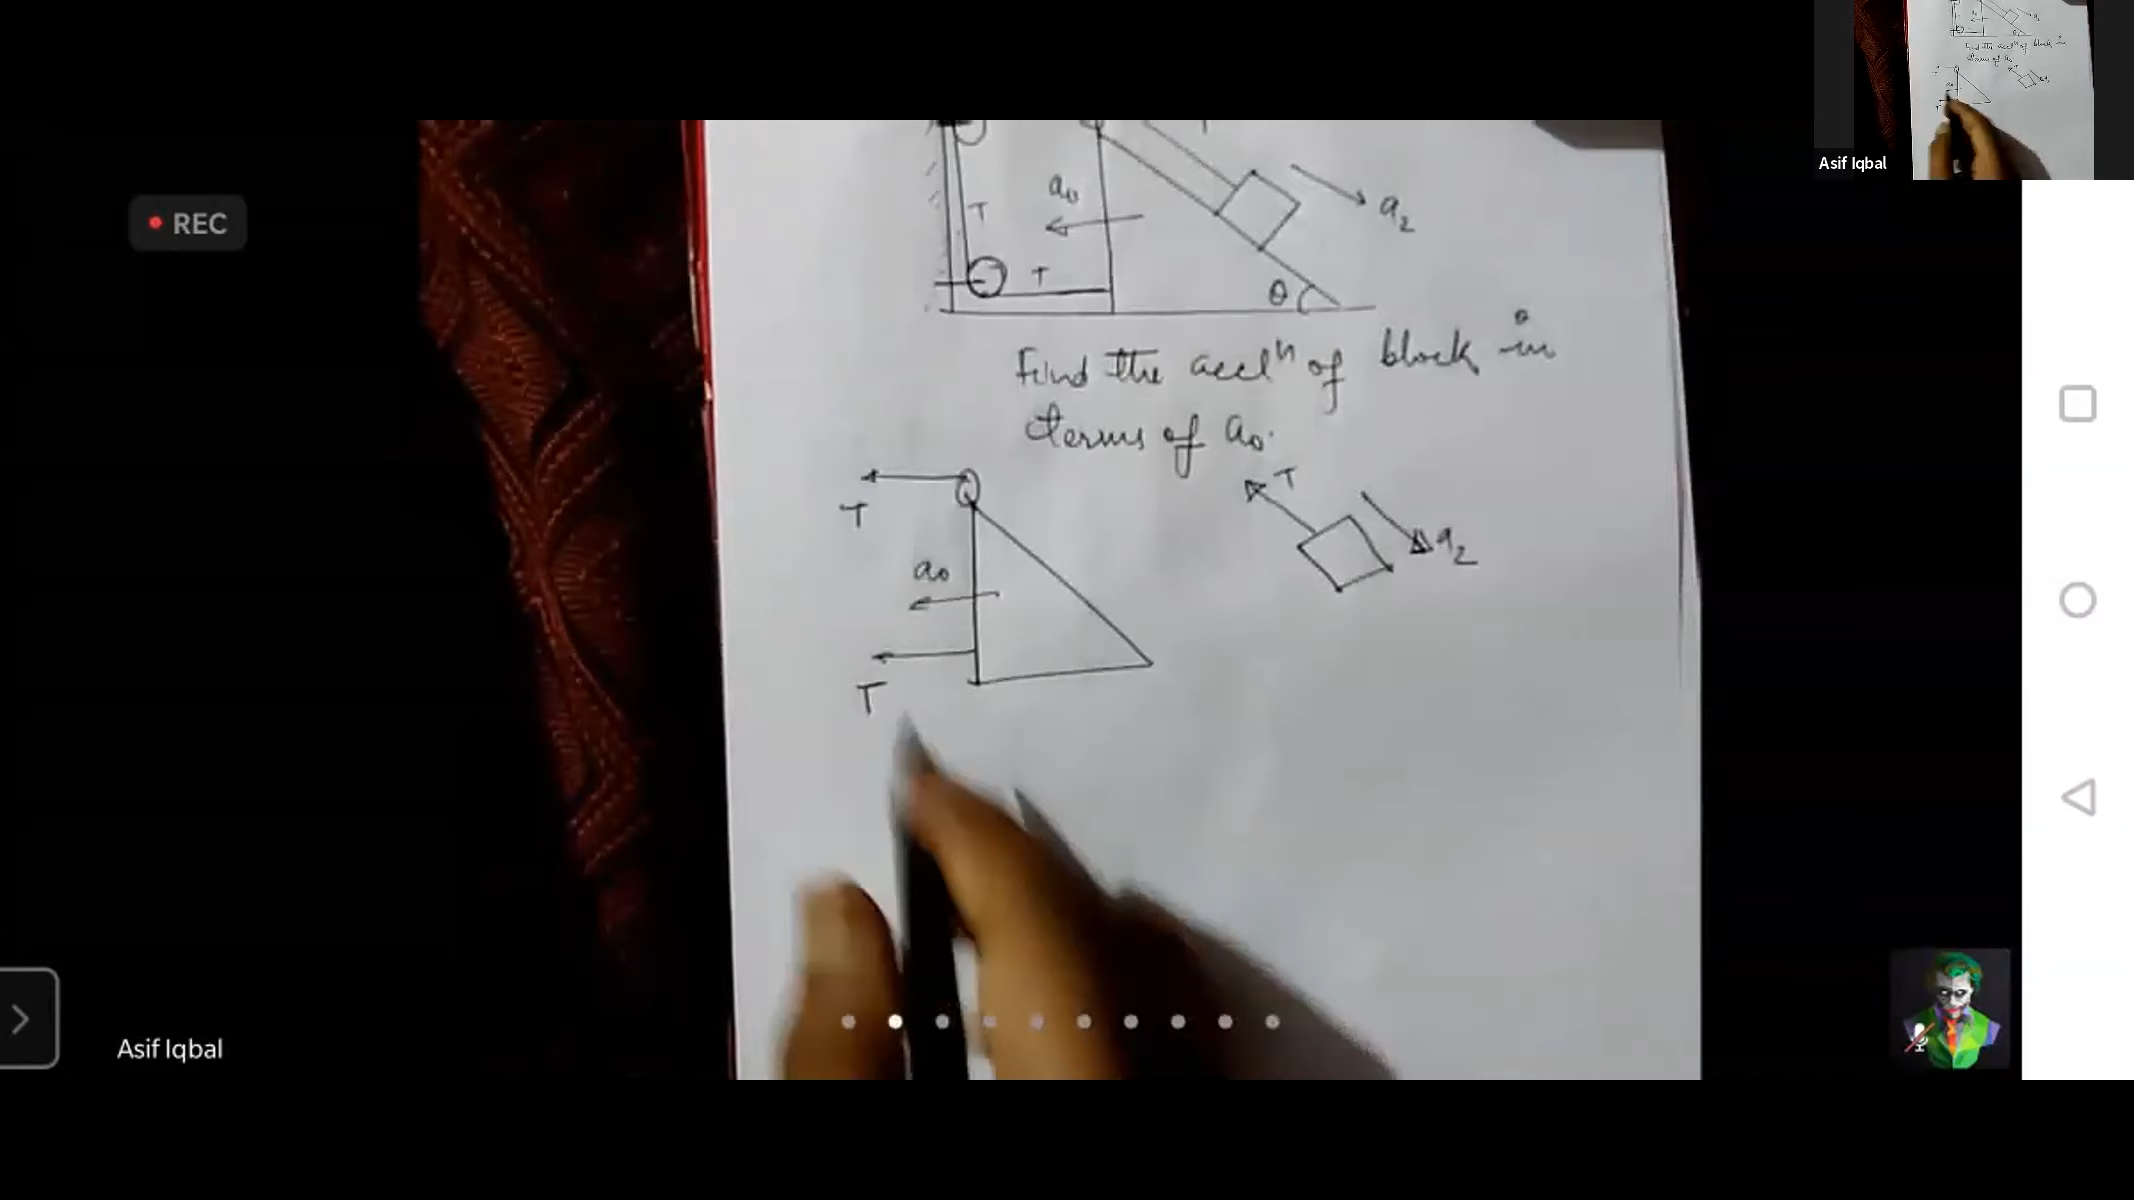 Asif Iqbal
REC
T
a₀
T
a₂
θ
Find the accelⁿ of block in
terms of a₀.
T
T
a₀
a₂
T
Asif Iqbal